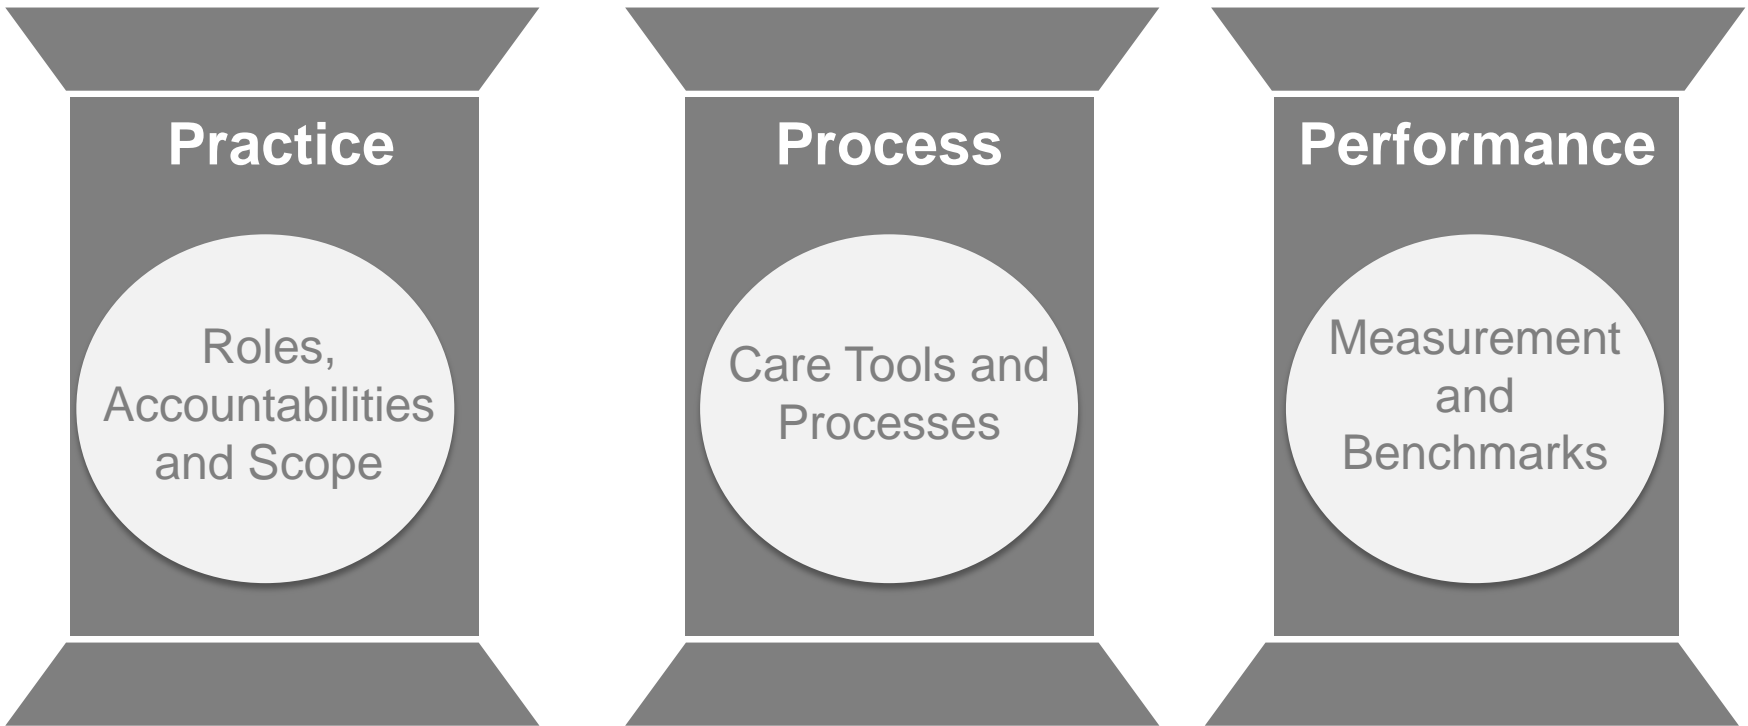 Practice
Roles,
Accountabilities
and Scope
Process
Care Tools and
Processes
Performance
Measurement
and
Benchmarks